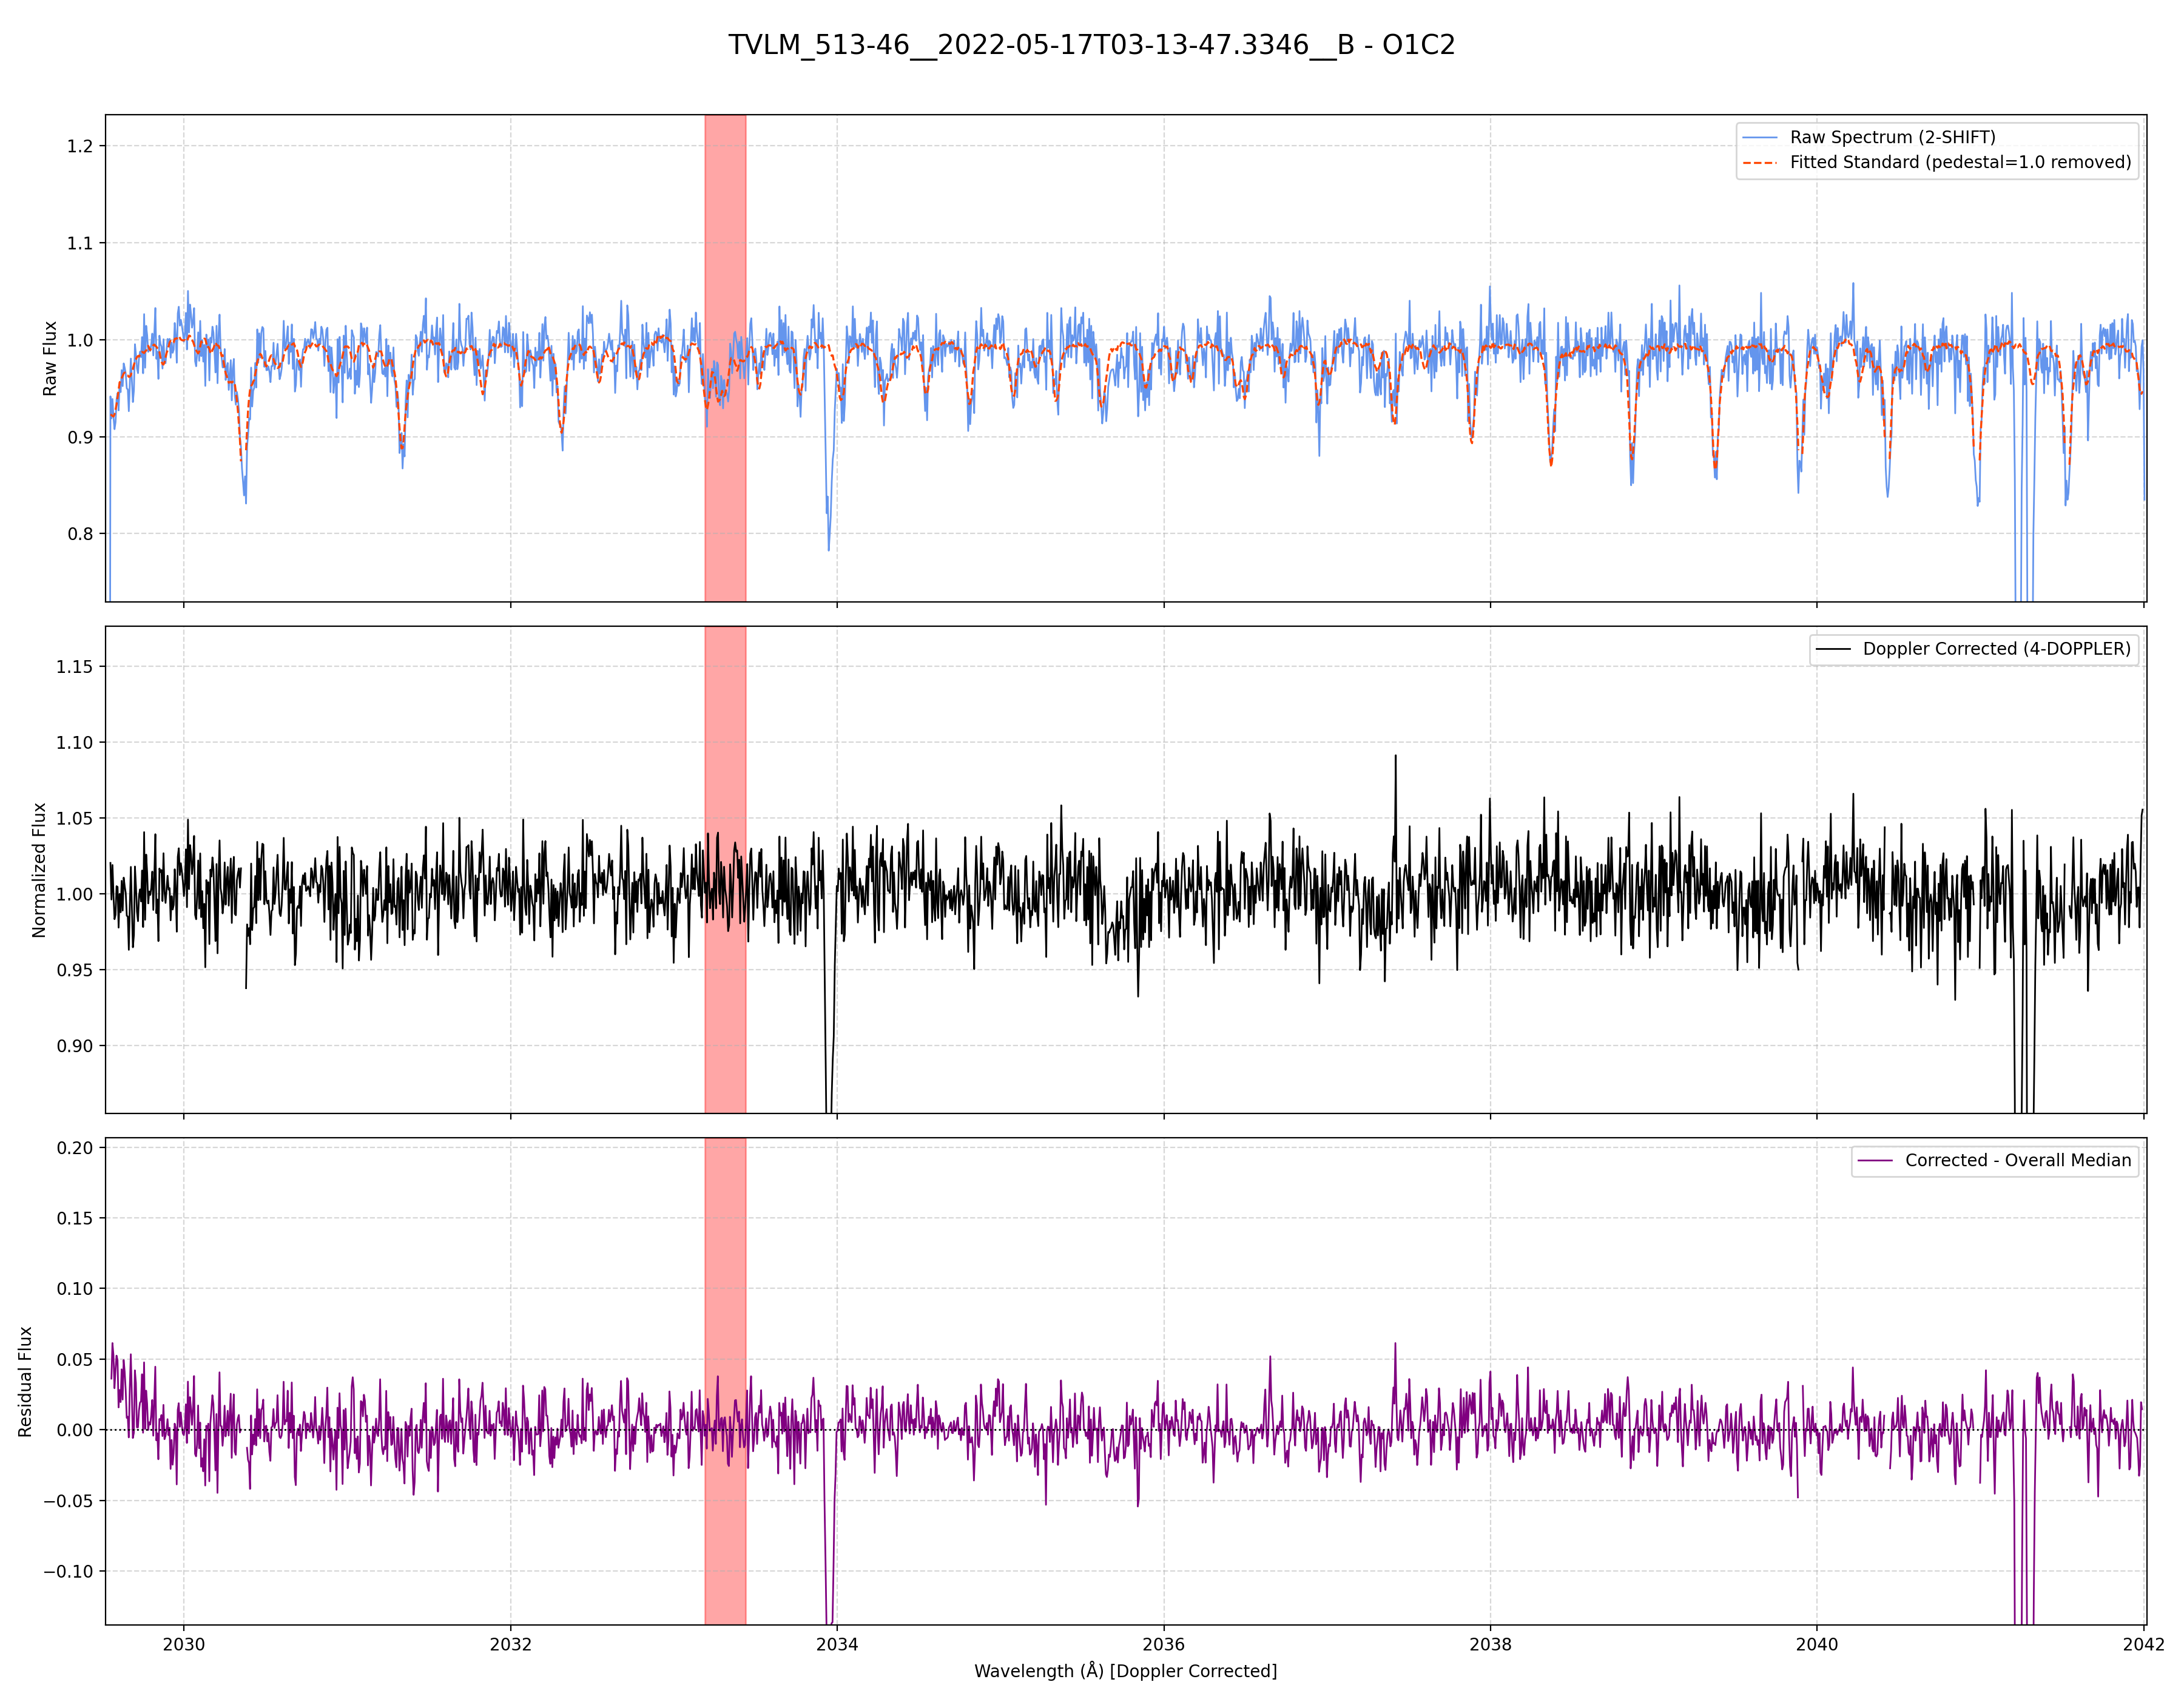 TVLM_513-46__2022-05-17T03-13-47.3346__B - O1C2
Raw Spectrum (2-SHIFT)
Fitted Standard (pedestal=1.0 removed)
Raw Flux
1.2
1.1
1.0
0.9
0.8
Doppler Corrected (4-DOPPLER)
Normalized Flux
1.15
1.10
1.05
1.00
0.95
0.90
Corrected - Overall Median
Residual Flux
0.20
0.15
0.10
0.05
0.00
−0.05
−0.10
2030 2032 2034 2036 2038 2040 2042
Wavelength (Å) [Doppler Corrected]